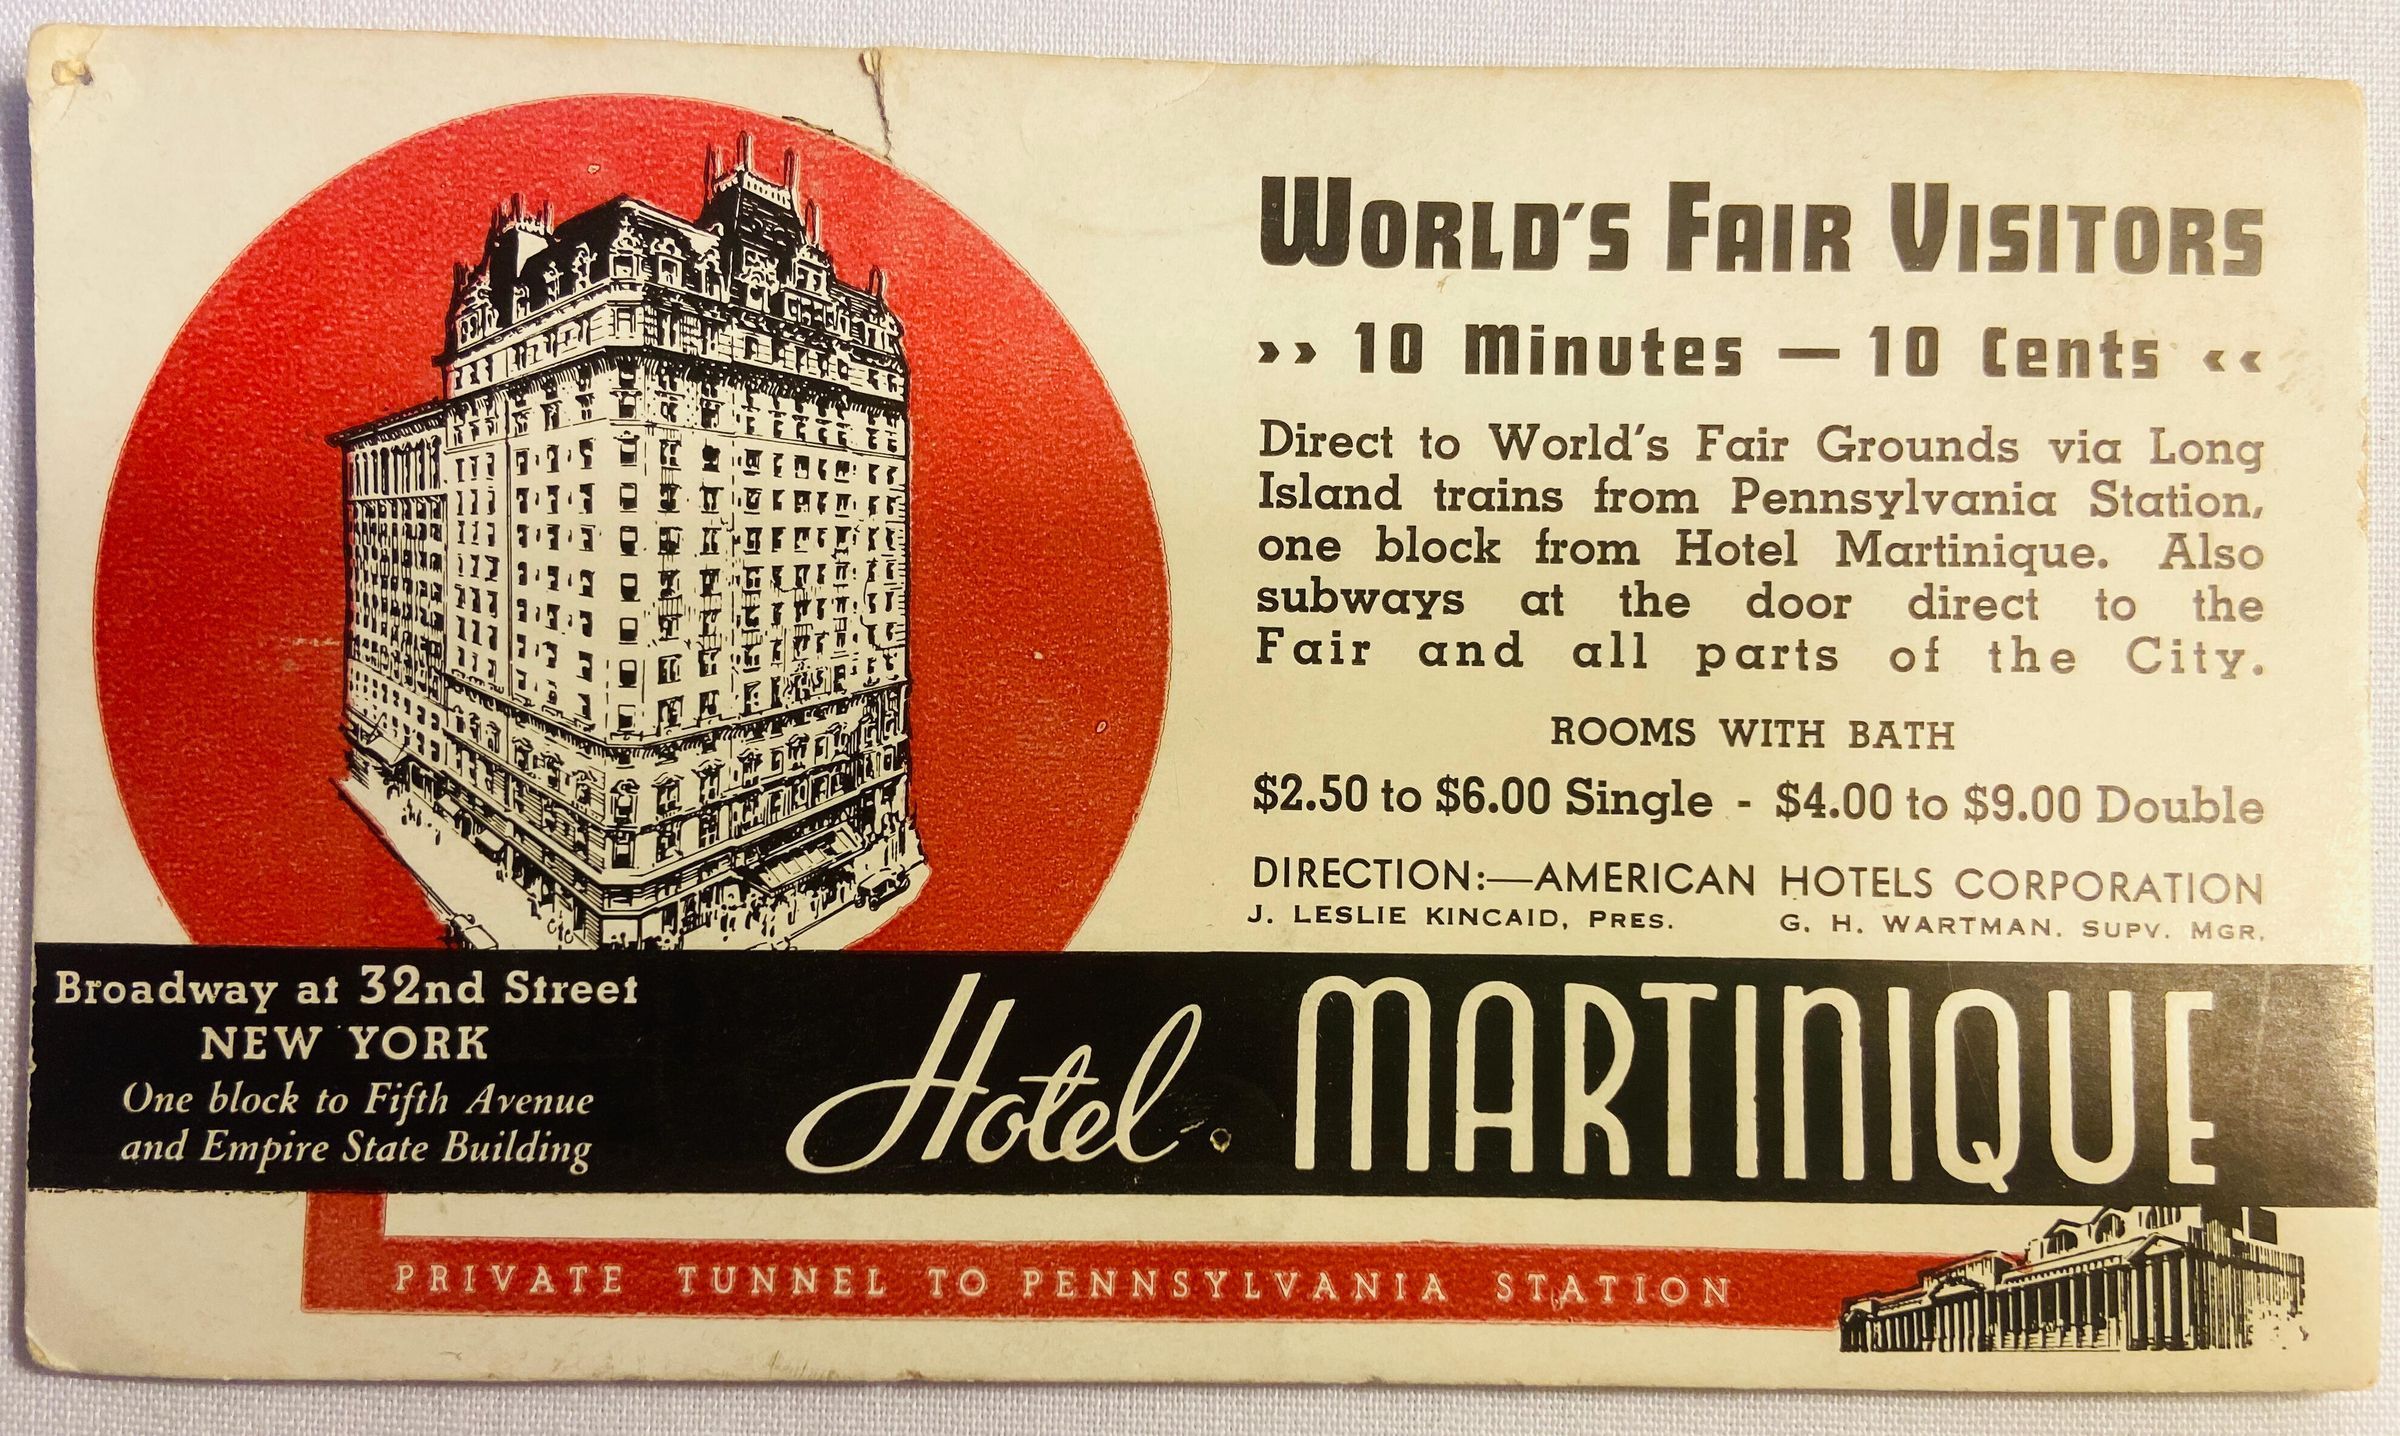 WORLD'S FAIR VISITORS
›› 10 Minutes — 10 Cents ‹‹
Direct to World's Fair Grounds via Long
Island trains from Pennsylvania Station,
one block from Hotel Martinique. Also
subways at the door direct to the
Fair and all parts of the City.
ROOMS WITH BATH
$2.50 to $6.00 Single - $4.00 to $9.00 Double
DIRECTION:—AMERICAN HOTELS CORPORATION
J. LESLIE KINCAID, PRES. G. H. WARTMAN. SUPV. MGR.
Broadway at 32nd Street
NEW YORK
One block to Fifth Avenue
and Empire State Building
Hotel MARTINIQUE
PRIVATE TUNNEL TO PENNSYLVANIA STATION